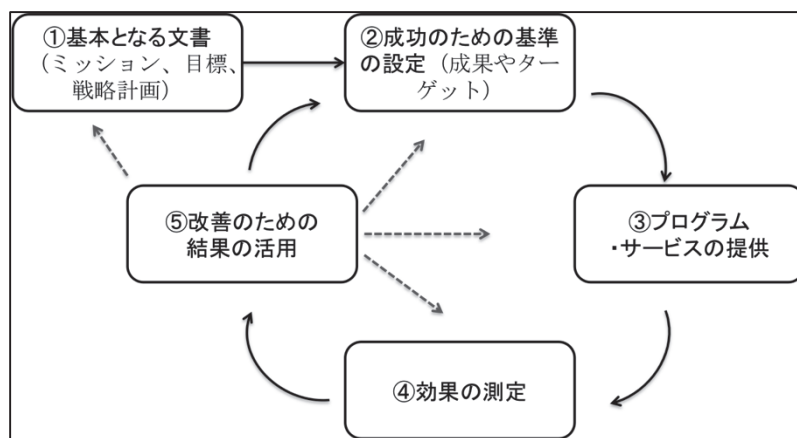 ①基本となる文書
（ミッション、目標、
戦略計画）
②成功のための基準
の設定（成果やター
ゲット）
③プログラム
・サービスの提供
④効果の測定
⑤改善のための
結果の活用